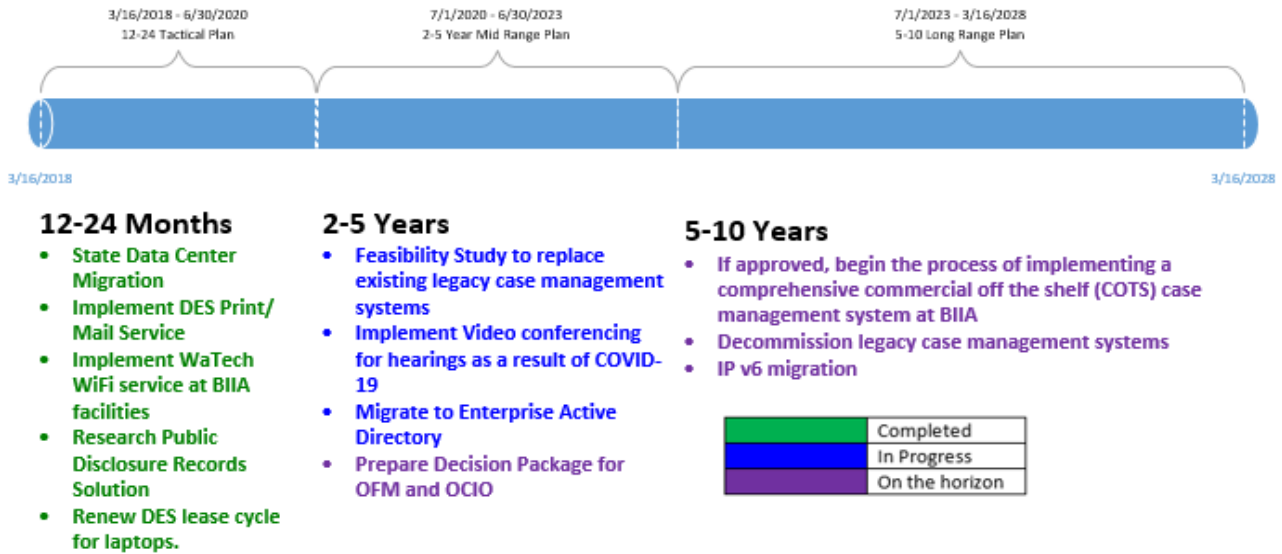 3/16/2018 - 6/30/2020
12-24 Tactical Plan
7/1/2020 - 6/30/2023
2-5 Year Mid Range Plan
7/1/2023 - 3/16/2028
5-10 Long Range Plan
3/16/2018
3/16/2028
12-24 Months
• State Data Center
Migration
• Implement DES Print/
Mail Service
• Implement WaTech
WiFi service at BIIA
facilities
• Research Public
Disclosure Records
Solution
• Renew DES lease cycle
for laptops.
2-5 Years
• Feasibility Study to replace
existing legacy case management
systems
• Implement Video conferencing
for hearings as a result of COVID-
19
• Migrate to Enterprise Active
Directory
• Prepare Decision Package for
OFM and OCIO
5-10 Years
• If approved, begin the process of implementing a
comprehensive commercial off the shelf (COTS) case
management system at BIIA
• Decommission legacy case management systems
• IP v6 migration
Completed
In Progress
On the horizon